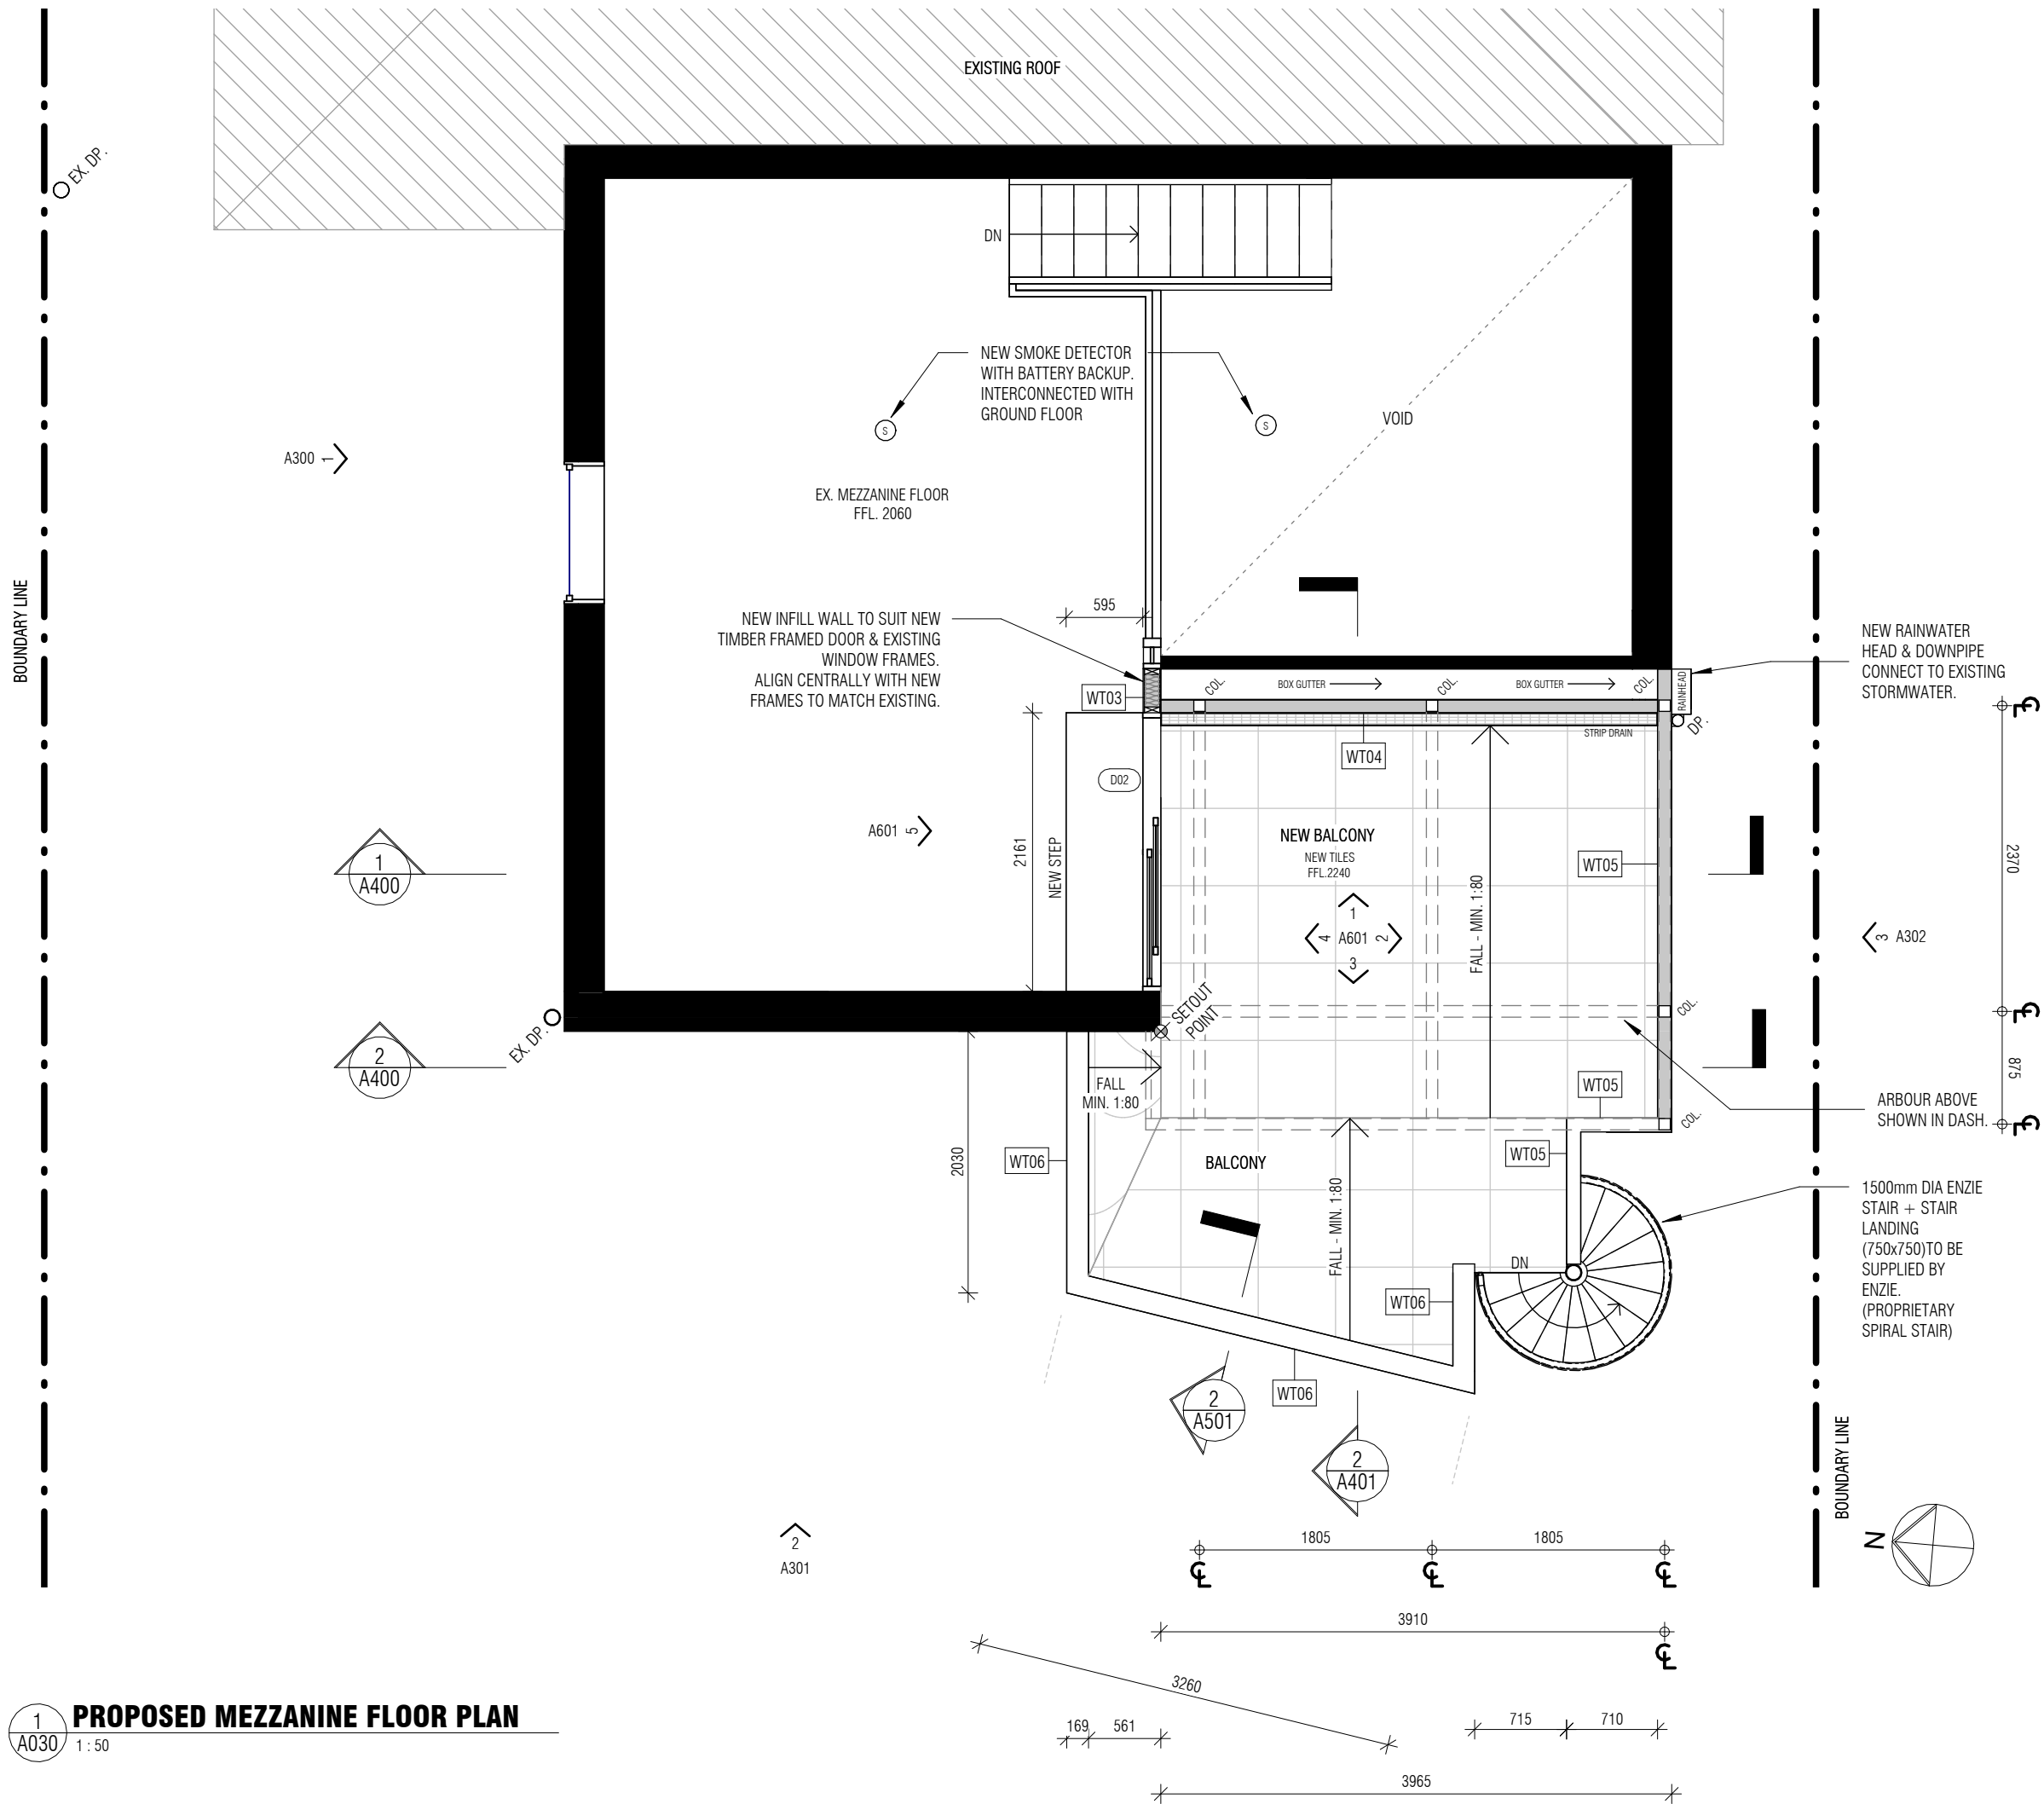 EXISTING ROOF
EX. DP.
DN
NEW SMOKE DETECTOR
WITH BATTERY BACKUP.
INTERCONNECTED WITH
GROUND FLOOR
S
S
VOID
A300
1
EX. MEZZANINE FLOOR
FFL. 2060
BOUNDARY LINE
595
NEW INFILL WALL TO SUIT NEW
TIMBER FRAMED DOOR & EXISTING
WINDOW FRAMES.
ALIGN CENTRALLY WITH NEW
FRAMES TO MATCH EXISTING.
WT03
COL.
BOX GUTTER
COL.
BOX GUTTER
COL.
RAINHEAD
DP.
NEW RAINWATER
HEAD & DOWNPIPE
CONNECT TO EXISTING
STORMWATER.
STRIP DRAIN
WT04
D02
A601
5
2161
NEW STEP
NEW BALCONY
NEW TILES
FFL.2240
FALL - MIN. 1:80
WT05
1
4
A601
2
3
2370
3
A302
1
A400
2
A400
EX. DP.
SETOUT
POINT
COL.
875
FALL
MIN. 1:80
WT05
COL.
ARBOUR ABOVE
SHOWN IN DASH.
2030
WT06
BALCONY
WT05
FALL - MIN. 1:80
1500mm DIA ENZIE
STAIR + STAIR
LANDING
(750x750)TO BE
SUPPLIED BY
ENZIE.
(PROPRIETARY
SPIRAL STAIR)
DN
WT06
WT06
2
A501
2
A401
BOUNDARY LINE
N
2
A301
1805
1805
3910
3260
169
561
715
710
3965
1
A030
PROPOSED MEZZANINE FLOOR PLAN
1 : 50